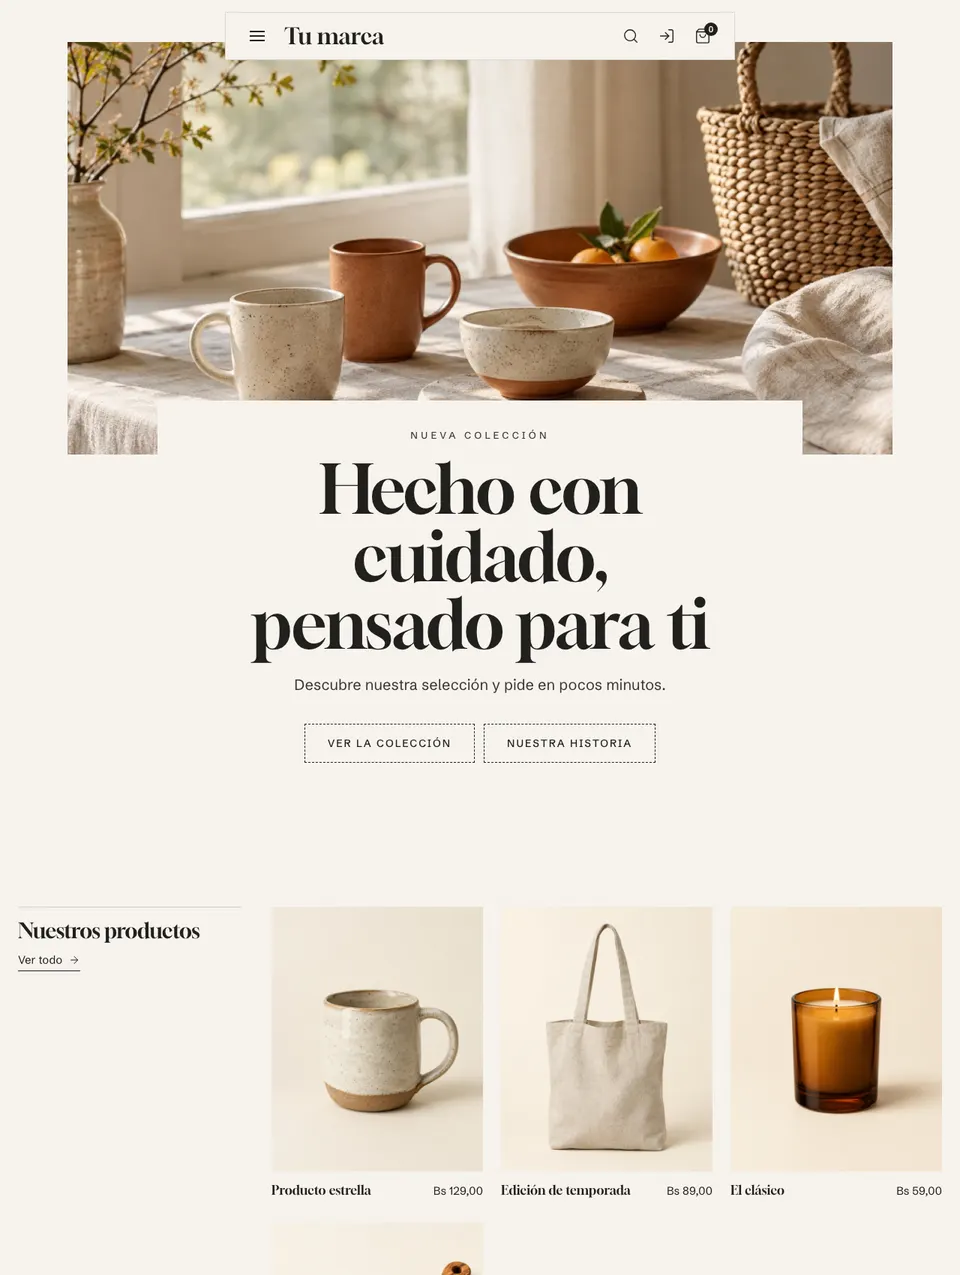 Tu marca
0
NUEVA COLECCIÓN
Hecho con
cuidado,
pensado para ti
Descubre nuestra selección y pide en pocos minutos.
VER LA COLECCIÓN
NUESTRA HISTORIA
Nuestros productos
Ver todo
Producto estrella
Bs 129,00
Edición de temporada
Bs 89,00
El clásico
Bs 59,00